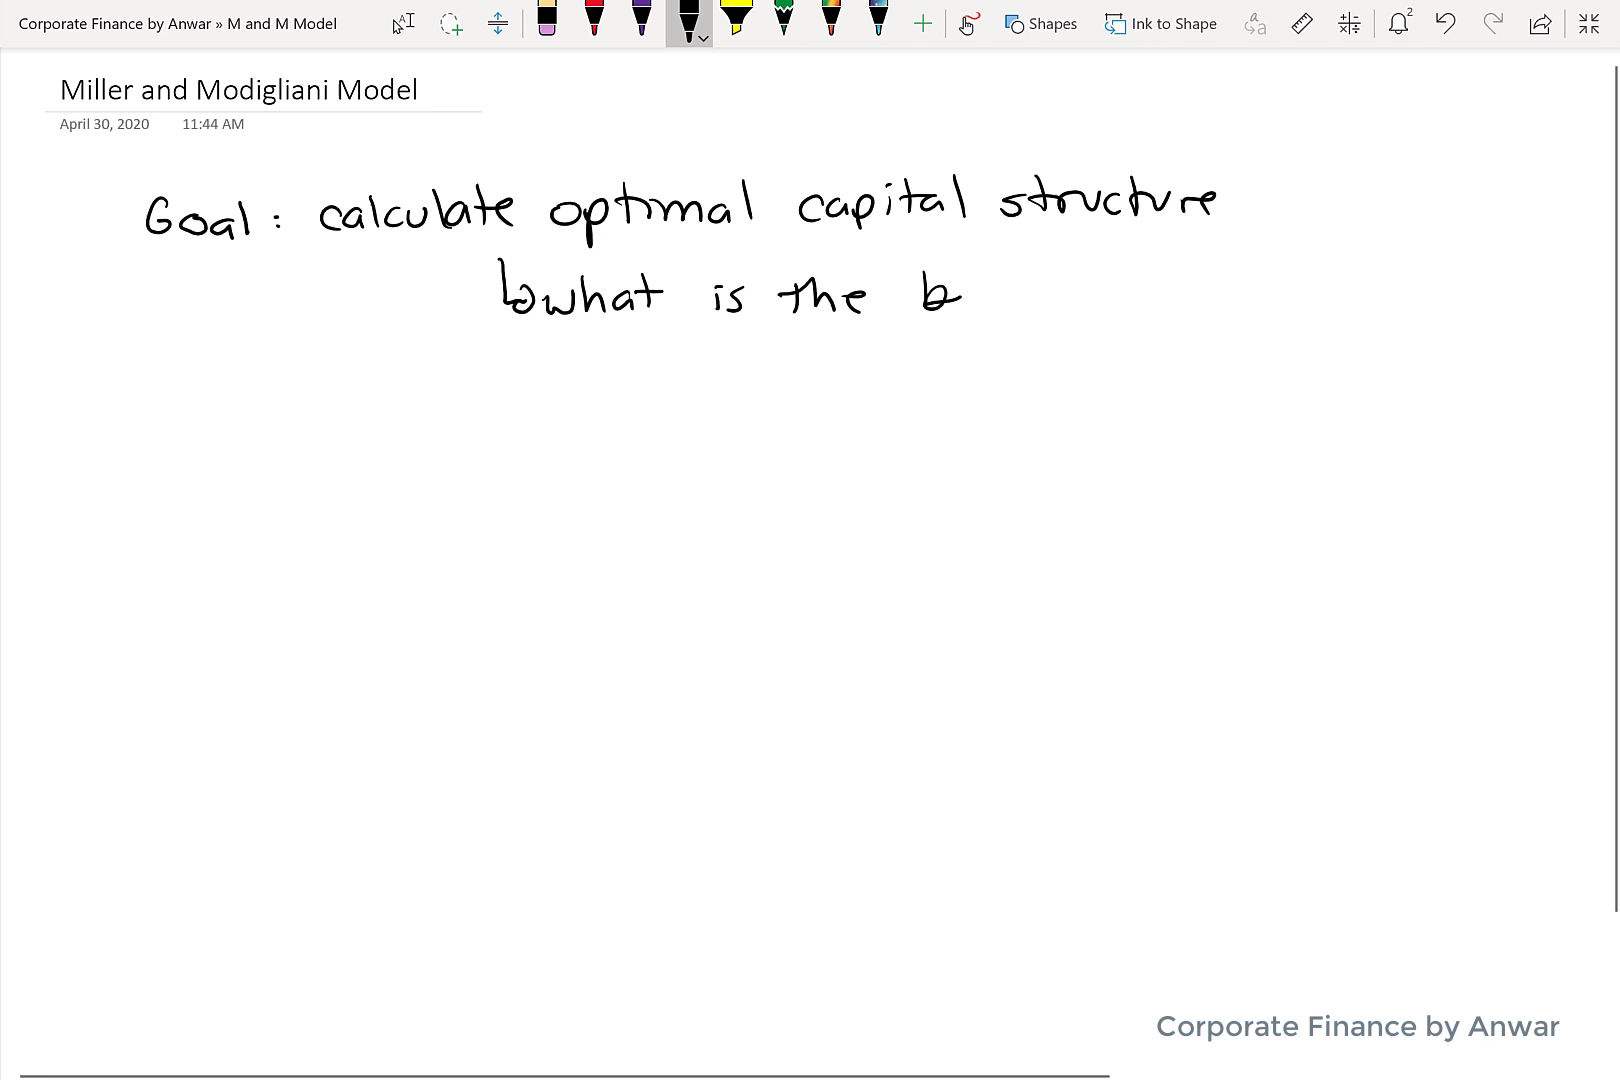 Corporate Finance by Anwar » M and M Model
2
Shapes
Ink to Shape
Miller and Modigliani Model
April 30, 2020 11:44 AM
Goal: calculate optimal capital structure
what is the b
Corporate Finance by Anwar